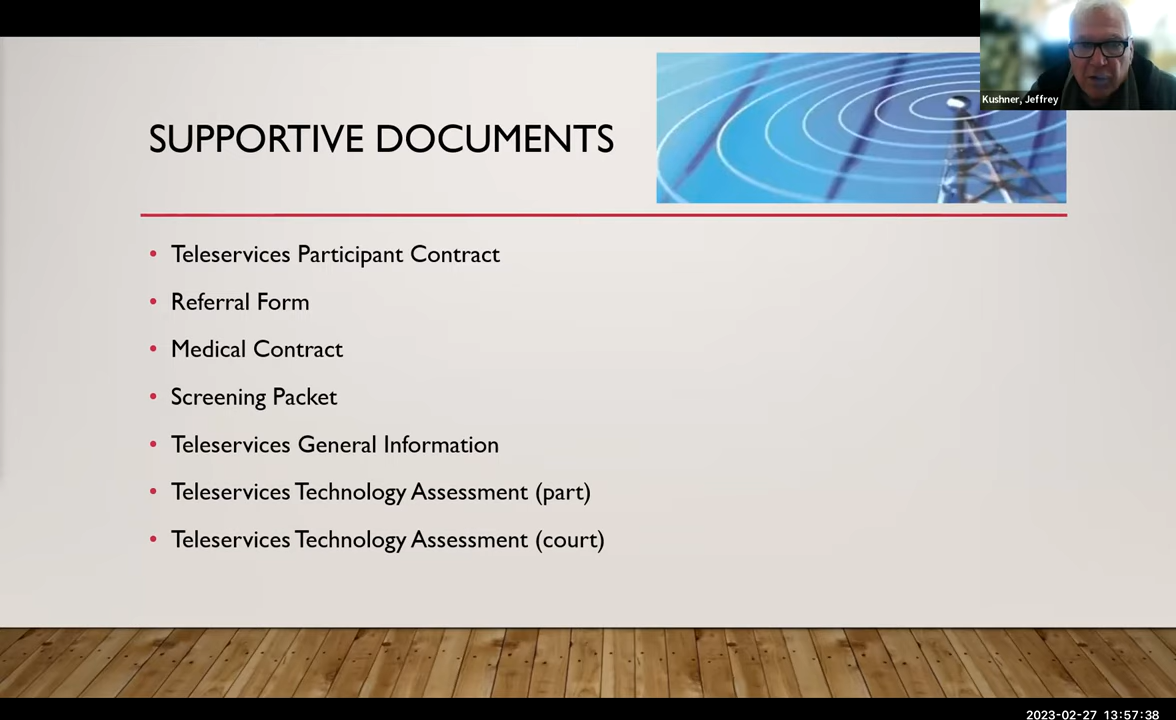 Kushner, Jeffrey
SUPPORTIVE DOCUMENTS
• Teleservices Participant Contract
• Referral Form
• Medical Contract
• Screening Packet
• Teleservices General Information
• Teleservices Technology Assessment (part)
• Teleservices Technology Assessment (court)
2023-02-27 13:57:38